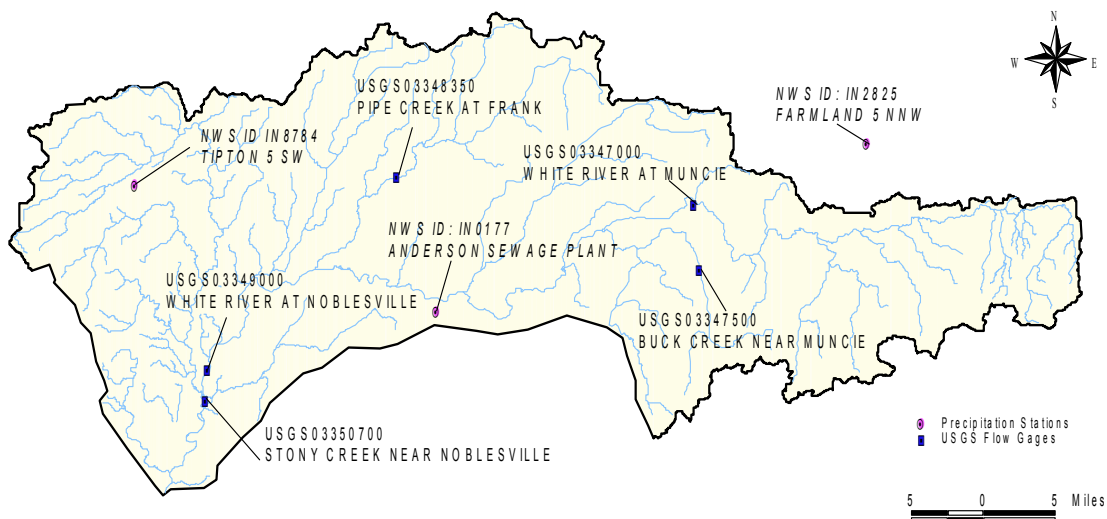 N
W
E
S
USGS03348350
PIPE CREEK AT FRANK
NWS ID: IN2825
FARMLAND 5 NNW
NWS ID IN8784
TIPTON 5 SW
USGS03347000
WHITE RIVER AT MUNCIE
NWS ID: IN0177
ANDERSON SEWAGE PLANT
USGS03349000
WHITE RIVER AT NOBLESVILLE
USGS03347500
BUCK CREEK NEAR MUNCIE
USGS03350700
STONY CREEK NEAR NOBLESVILLE
Precipitation Stations
USGS Flow Gages
5 0 5 Miles